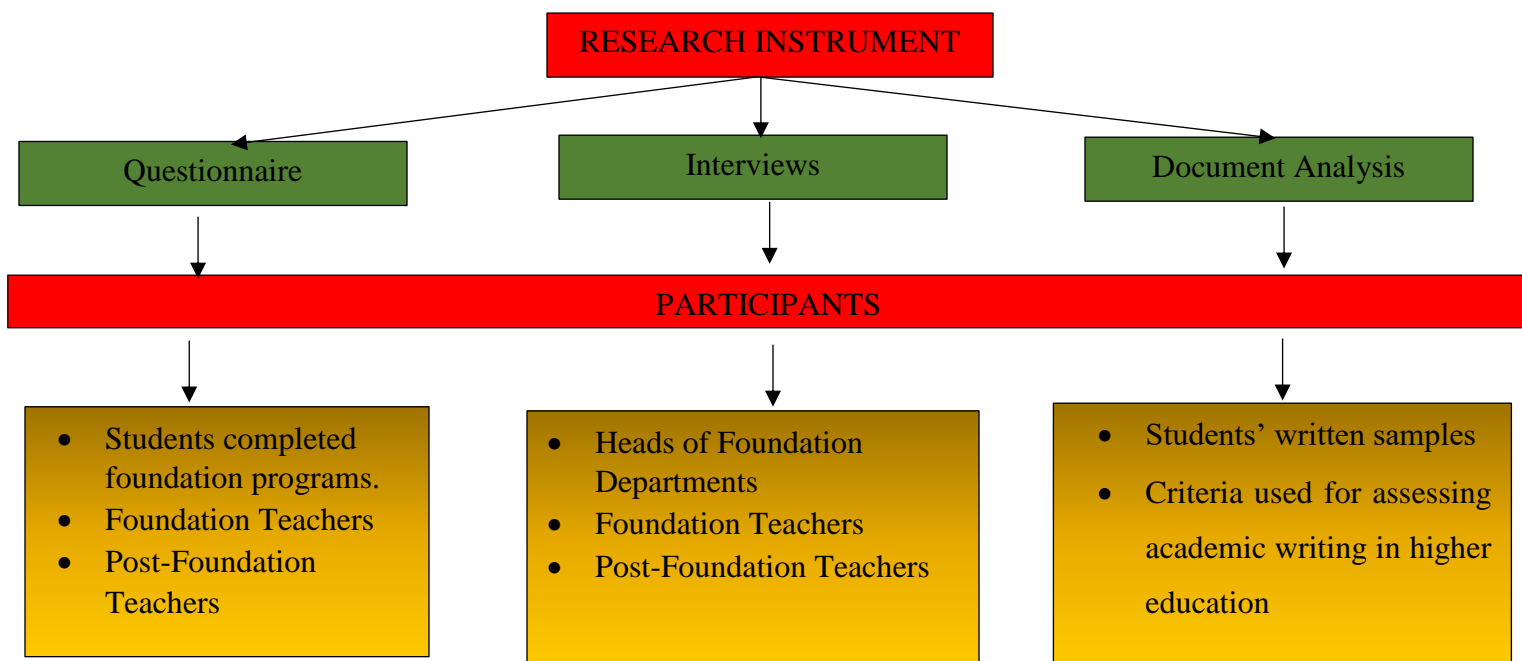 RESEARCH INSTRUMENT
Questionnaire
Interviews
Document Analysis
PARTICIPANTS
• Students completed
foundation programs.
• Foundation Teachers
• Post-Foundation
Teachers
• Heads of Foundation
Departments
• Foundation Teachers
• Post-Foundation Teachers
• Students’ written samples
• Criteria used for assessing
academic writing in higher
education